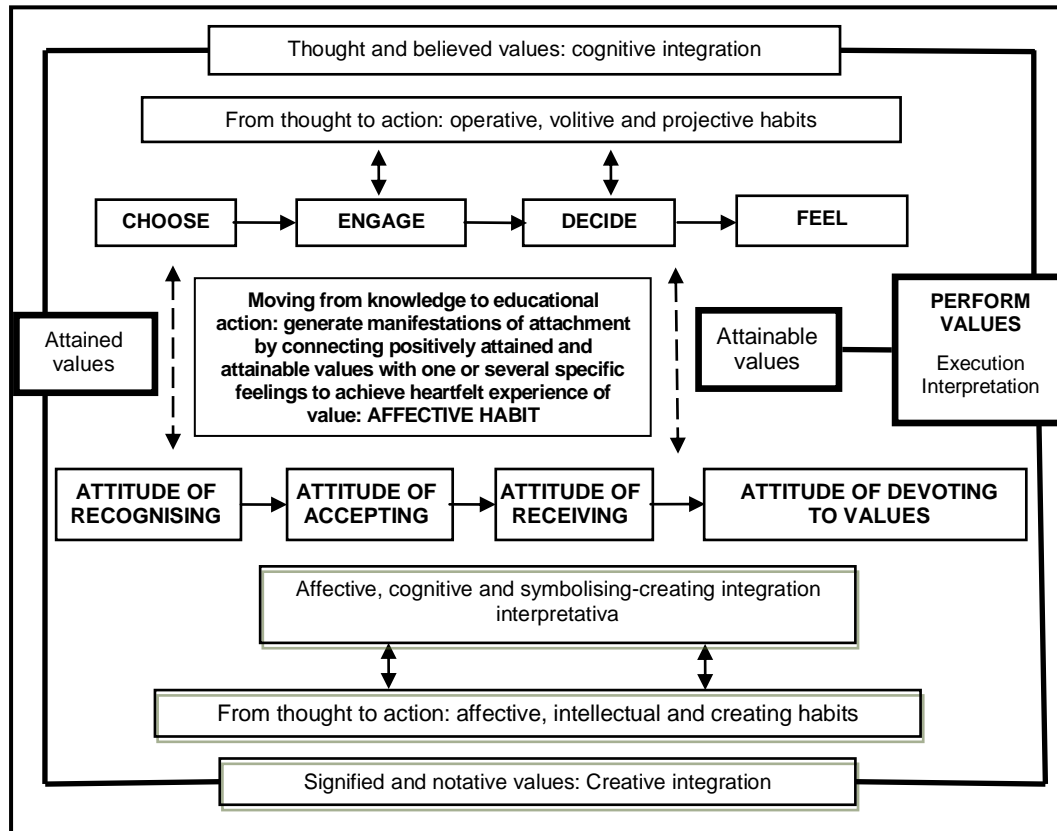 Thought and believed values: cognitive integration
From thought to action: operative, volitive and projective habits
CHOOSE
ENGAGE
DECIDE
FEEL
Attained
values
Moving from knowledge to educational
action: generate manifestations of attachment
by connecting positively attained and
attainable values with one or several specific
feelings to achieve heartfelt experience of
value: AFFECTIVE HABIT
Attainable
values
PERFORM
VALUES
Execution
Interpretation
ATTITUDE OF
RECOGNISING
ATTITUDE OF
ACCEPTING
ATTITUDE OF
RECEIVING
ATTITUDE OF DEVOTING
TO VALUES
Affective, cognitive and symbolising-creating integration
interpretativa
From thought to action: affective, intellectual and creating habits
Signified and notative values: Creative integration